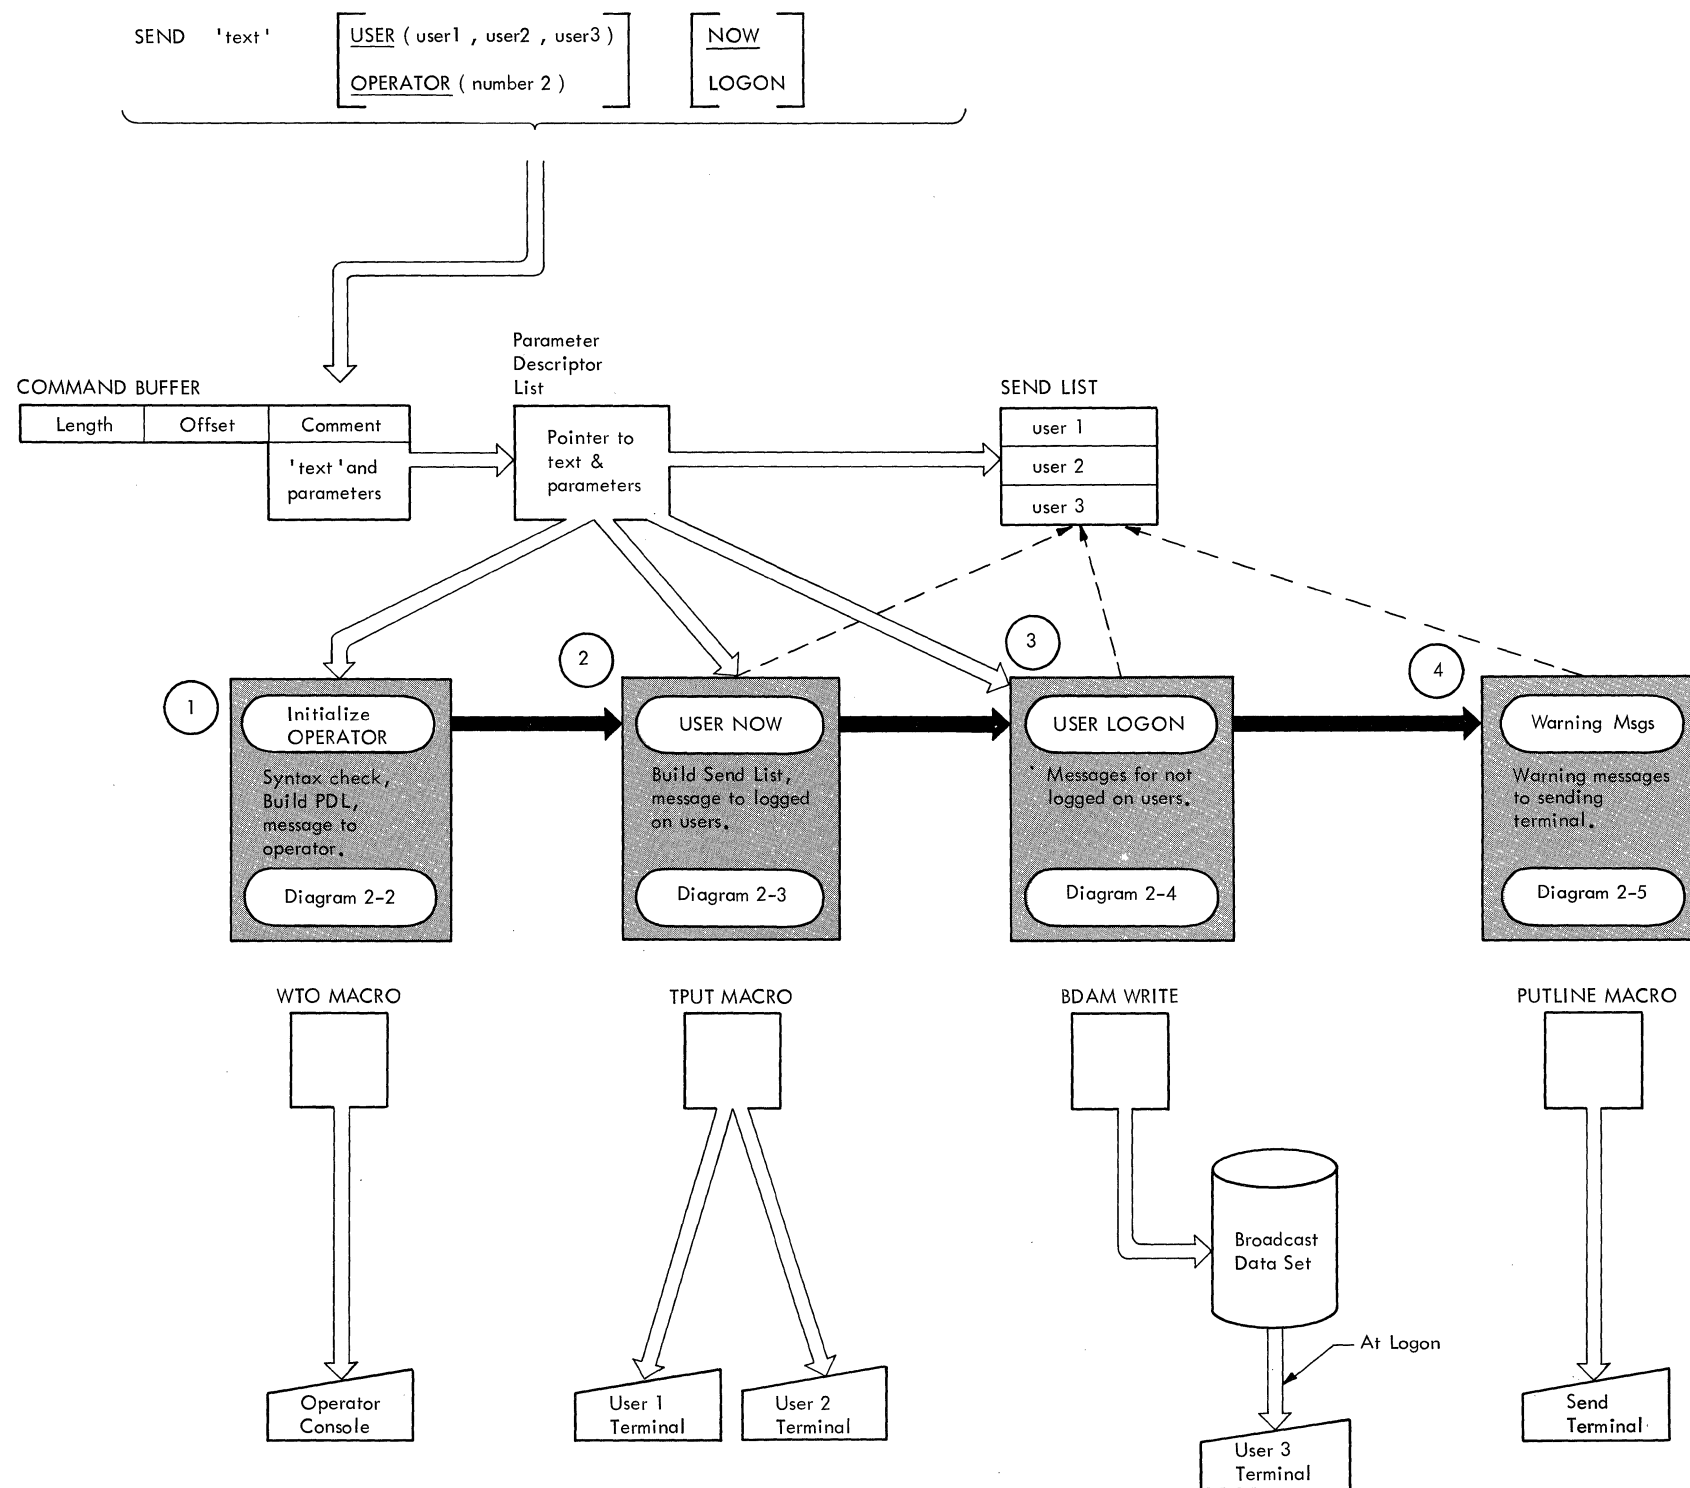 SEND 'text' USER ( user1 , user2 , user3 ) NOW
OPERATOR ( number 2 ) LOGON
Parameter
Descriptor
List
COMMAND BUFFER
SEND LIST
Length Offset Comment
'text' and
parameters
Pointer to
text &
parameters
user 1
user 2
user 3
1
2
3
4
Initialize
OPERATOR
Syntax check,
Build PDL,
message to
operator.
Diagram 2-2
USER NOW
Build Send List,
message to logged
on users.
Diagram 2-3
USER LOGON
Messages for not
logged on users.
Diagram 2-4
Warning Msgs
Warning messages
to sending
terminal.
Diagram 2-5
WTO MACRO
TPUT MACRO
BDAM WRITE
PUTLINE MACRO
Broadcast
Data Set
At Logon
Operator
Console
User 1
Terminal
User 2
Terminal
User 3
Terminal
Send
Terminal